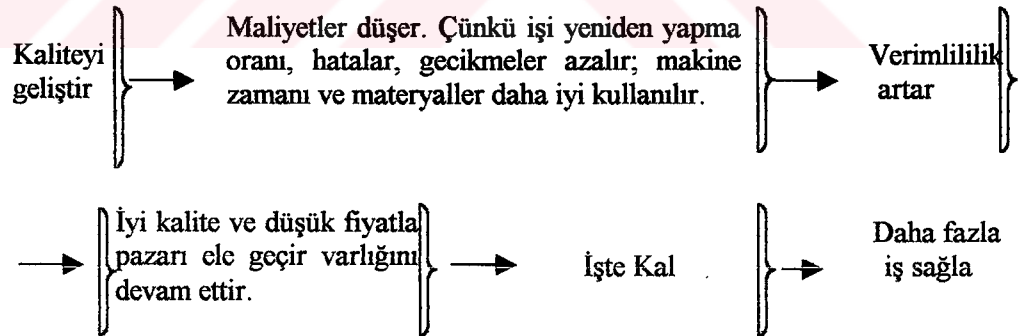 Kaliteyi
geliştir
Maliyetler düşer. Çünkü işi yeniden yapma
oranı, hatalar, gecikmeler azalır; makine
zamanı ve materyaller daha iyi kullanılır.
Verimlililik
artar
İyi kalite ve düşük fiyatla
pazarı ele geçir varlığını
devam ettir.
İşte Kal
Daha fazla
iş sağla